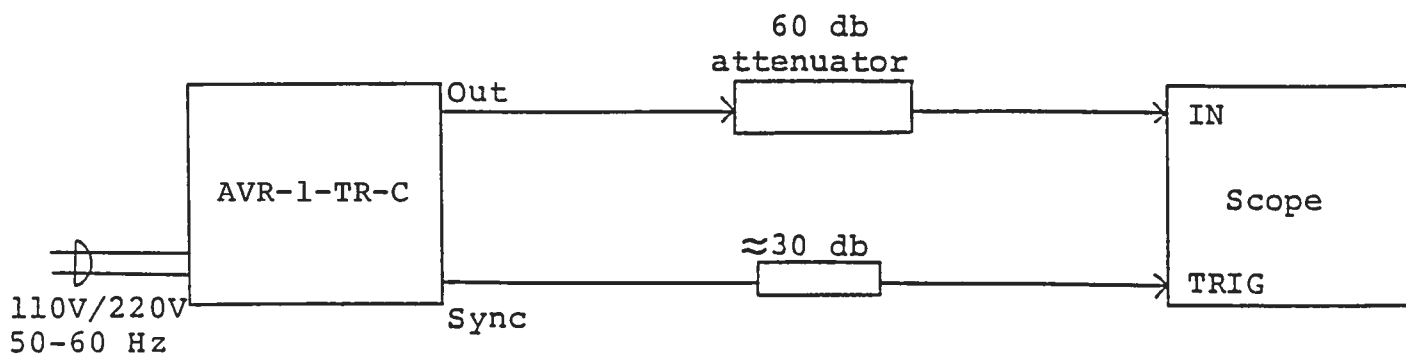 60 db
attenuator
Out
IN
AVR-1-TR-C
Scope
≈30 db
TRIG
110V/220V
50-60 Hz
Sync